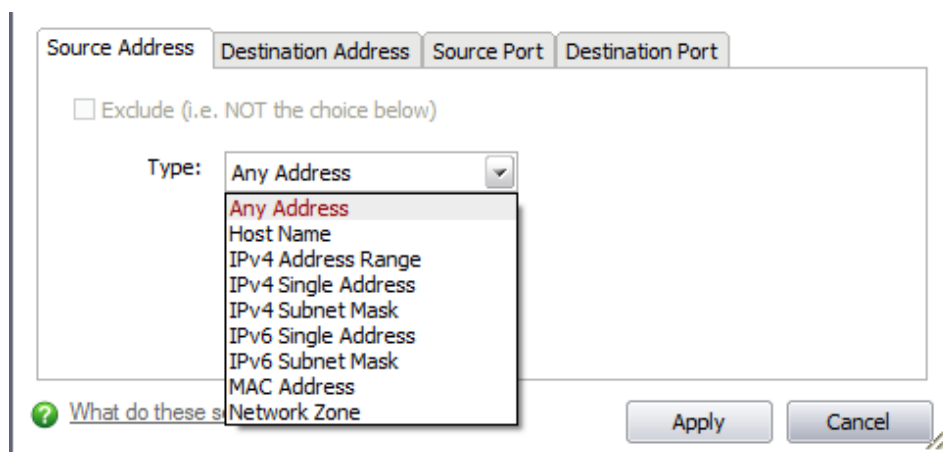 Source Address Destination Address Source Port Destination Port
Exclude (i.e. NOT the choice below)
Type: Any Address
Any Address
Host Name
IPv4 Address Range
IPv4 Single Address
IPv4 Subnet Mask
IPv6 Single Address
IPv6 Subnet Mask
MAC Address
Network Zone
What do these
Apply Cancel